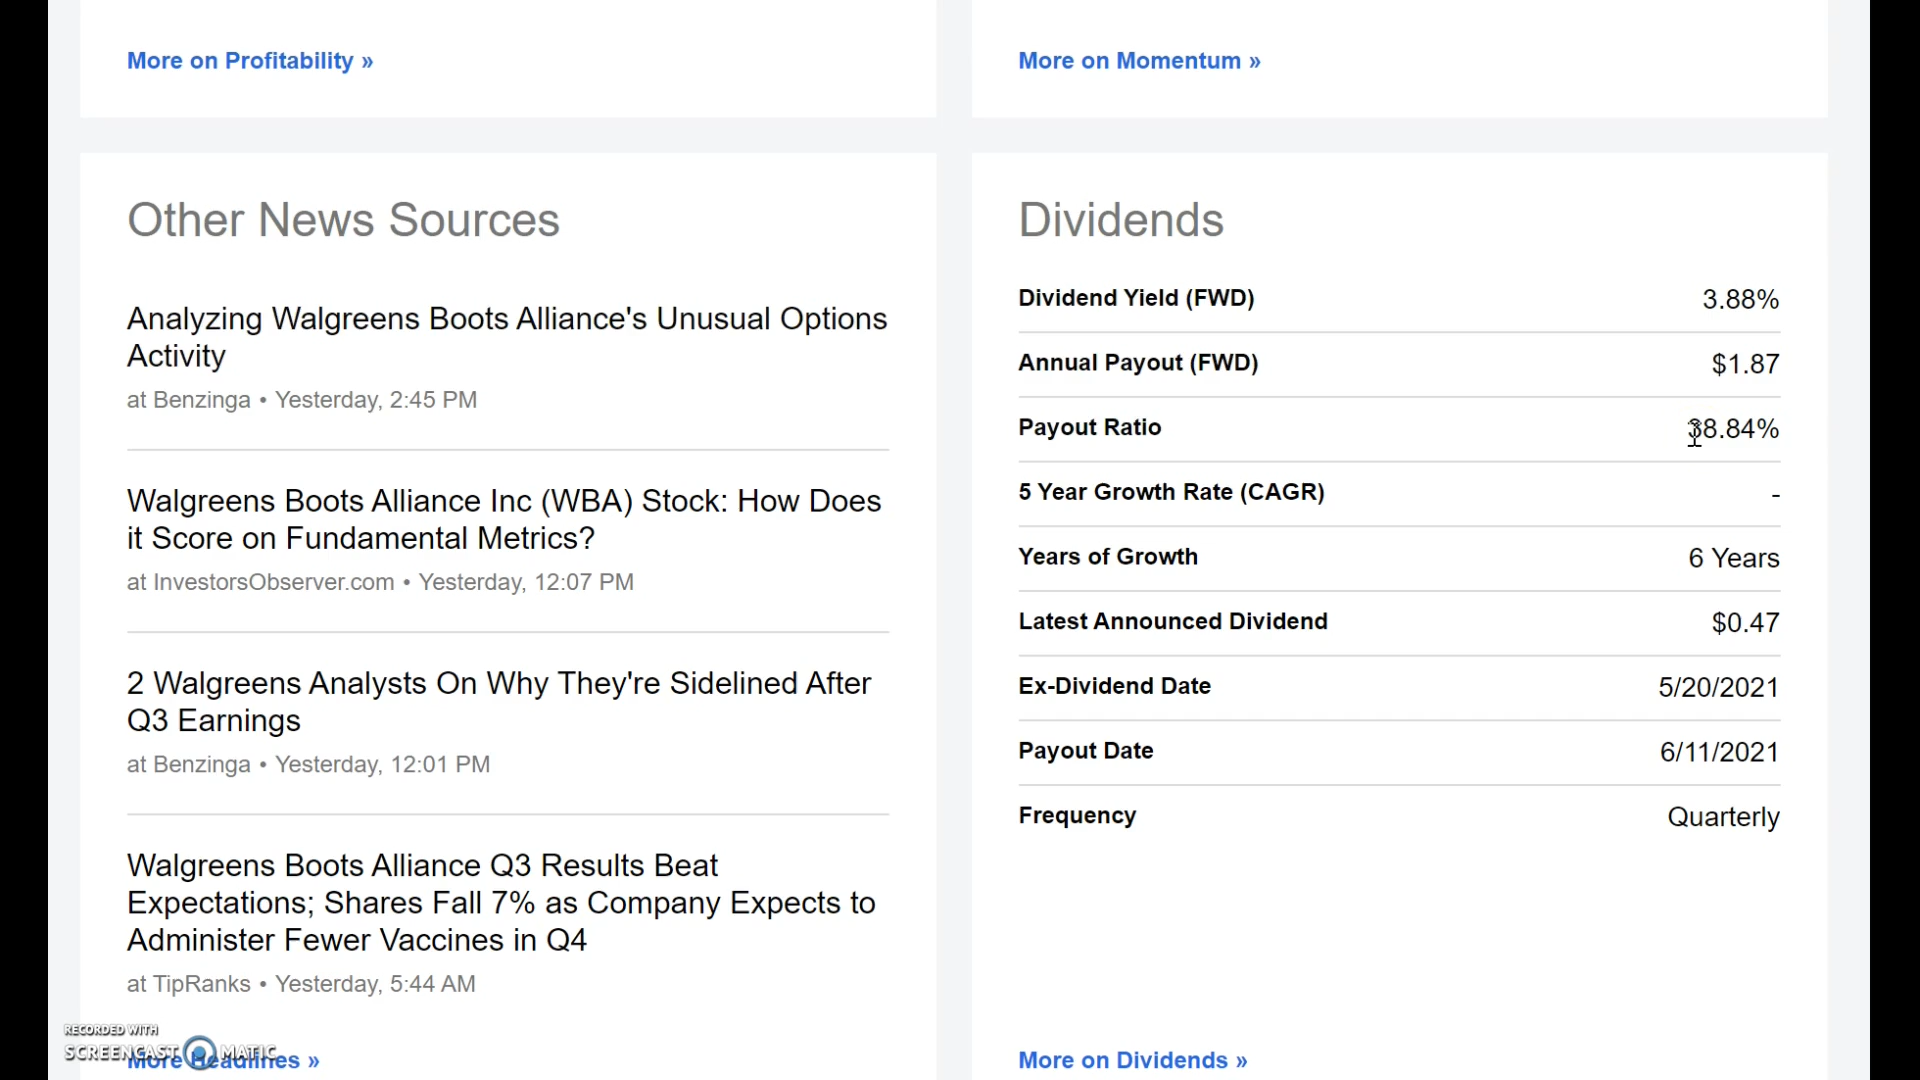 More on Profitability »
More on Momentum »
Other News Sources
Analyzing Walgreens Boots Alliance's Unusual Options
Activity
at Benzinga • Yesterday, 2:45 PM
Walgreens Boots Alliance Inc (WBA) Stock: How Does
it Score on Fundamental Metrics?
at InvestorsObserver.com • Yesterday, 12:07 PM
2 Walgreens Analysts On Why They're Sidelined After
Q3 Earnings
at Benzinga • Yesterday, 12:01 PM
Walgreens Boots Alliance Q3 Results Beat
Expectations; Shares Fall 7% as Company Expects to
Administer Fewer Vaccines in Q4
at TipRanks • Yesterday, 5:44 AM
More Headlines »
RECORDED WITH
SCREENCAST MATIC
Dividends
Dividend Yield (FWD) 3.88%
Annual Payout (FWD) $1.87
Payout Ratio 38.84%
5 Year Growth Rate (CAGR) -
Years of Growth 6 Years
Latest Announced Dividend $0.47
Ex-Dividend Date 5/20/2021
Payout Date 6/11/2021
Frequency Quarterly
More on Dividends »